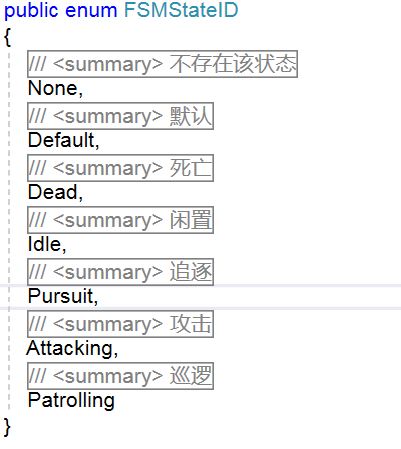 public enum FSMStateID
{
/// <summary> 不存在该状态
None,
/// <summary> 默认
Default,
/// <summary> 死亡
Dead,
/// <summary> 闲置
Idle,
/// <summary> 追逐
Pursuit,
/// <summary> 攻击
Attacking,
/// <summary> 巡逻
Patrolling
}